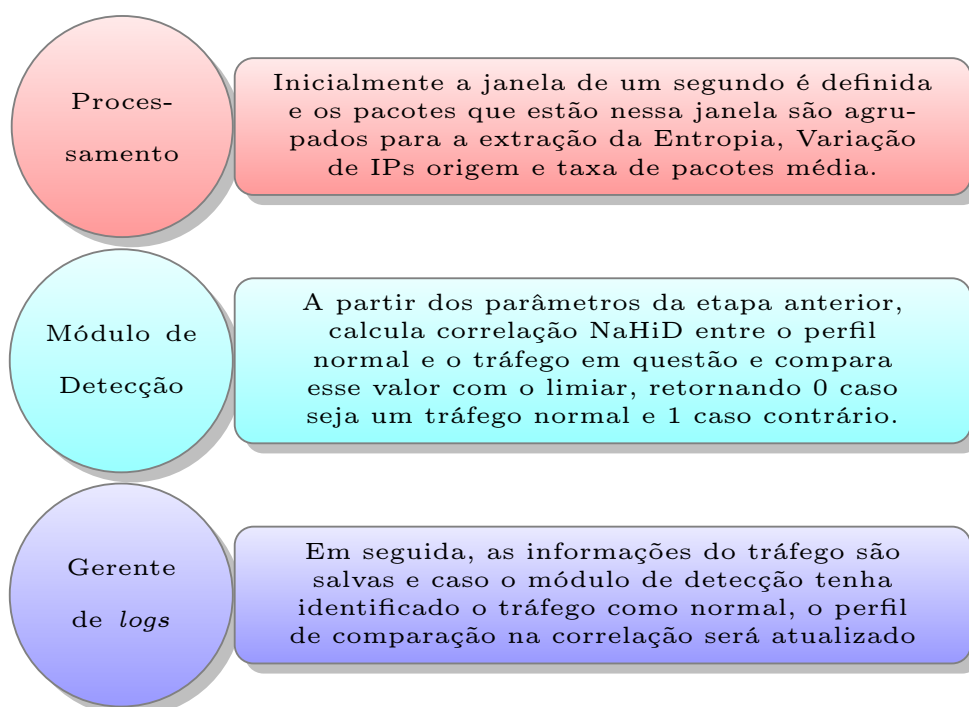 Proces-
samento
Inicialmente a janela de um segundo é definida
e os pacotes que estão nessa janela são agru-
pados para a extração da Entropia, Variação
de IPs origem e taxa de pacotes média.
Módulo de
Detecção
A partir dos parâmetros da etapa anterior,
calcula correlação NaHiD entre o perfil
normal e o tráfego em questão e compara
esse valor com o limiar, retornando 0 caso
seja um tráfego normal e 1 caso contrário.
Gerente
de logs
Em seguida, as informações do tráfego são
salvas e caso o módulo de detecção tenha
identificado o tráfego como normal, o perfil
de comparação na correlação será atualizado